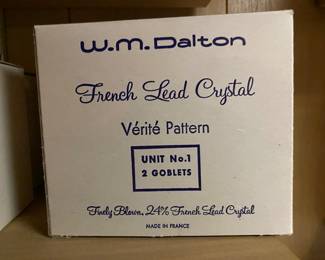 W.M. Dalton
French Lead Crystal
Vérité Pattern
UNIT No.1
2 GOBLETS
Finely Blown, 24% French Lead Crystal
MADE IN FRANCE